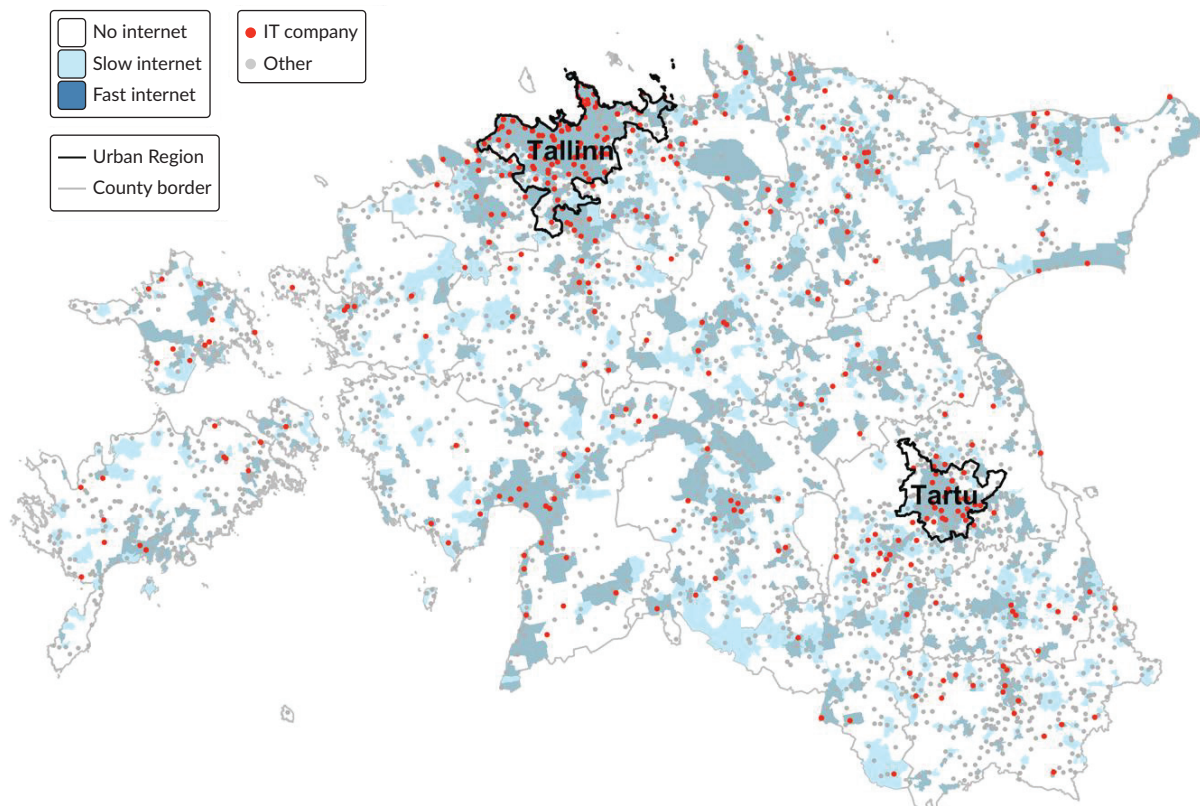 No internet
Slow internet
Fast internet
IT company
Other
Urban Region
County border
Tallinn
Tartu